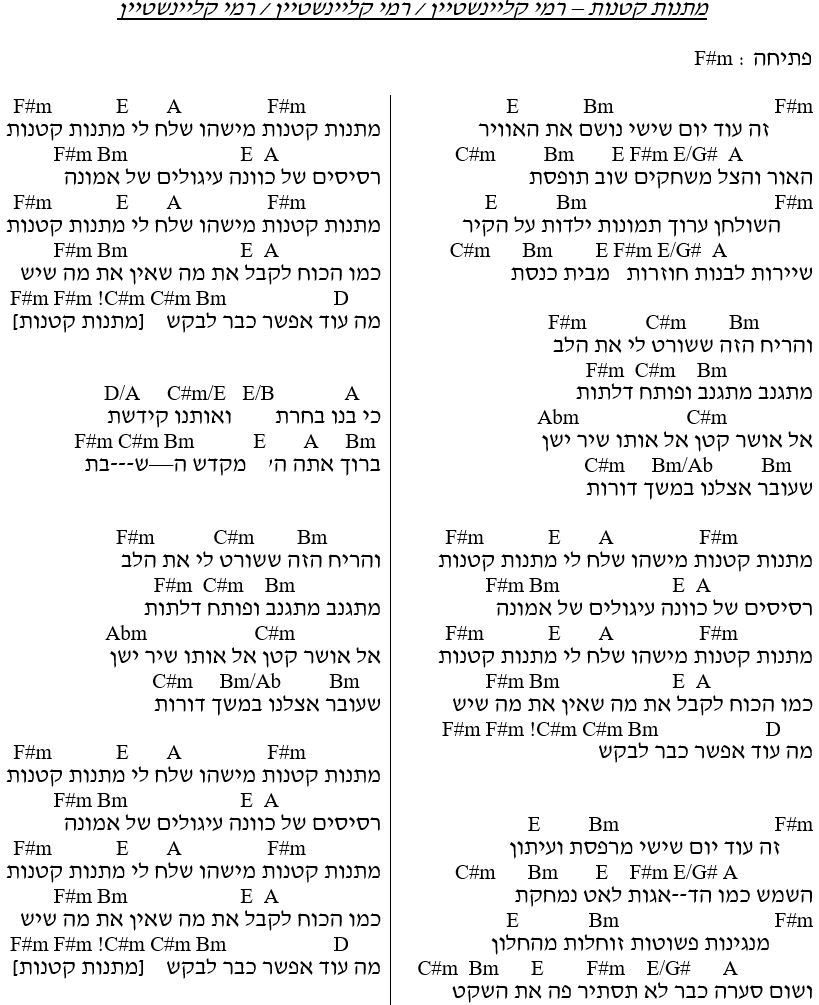 מתנות קטנות – רמי קליינשטיין / רמי קליינשטיין / רמי קליינשטיין
פתיחה : F#m
E Bm F#m
זה עוד יום שישי נושם את האוויר
C#m Bm E F#m E/G# A
האור והצל משחקים שוב תופסת
E Bm F#m
השולחן ערוך תמונות ילדות על הקיר
C#m Bm E F#m E/G# A
שיירות לבנות חוזרות מבית כנסת
F#m C#m Bm
והריח הזה ששורט לי את הלב
F#m C#m Bm
מתגנב מתגנב ופותח דלתות
Abm C#m
אל אושר קטן אל אותו שיר ישן
C#m Bm/Ab Bm
שעובר אצלנו במשך דורות
F#m E A F#m
מתנות קטנות מישהו שלח לי מתנות קטנות
F#m Bm E A
רסיסים של כוונה עיגולים של אמונה
F#m E A F#m
מתנות קטנות מישהו שלח לי מתנות קטנות
F#m Bm E A
כמו הכוח לקבל את מה שאין את מה שיש
F#m F#m !C#m C#m Bm D
מה עוד אפשר כבר לבקש
E Bm F#m
זה עוד יום שישי מרפסת ועיתון
C#m Bm E F#m E/G# A
השמש כמו הד--אגות לאט נמחקת
E Bm F#m
מנגינות פשוטות זוחלות מהחלון
C#m Bm E F#m E/G# A
ושום סערה כבר לא תסתיר פה את השקט
F#m E A F#m
מתנות קטנות מישהו שלח לי מתנות קטנות
F#m Bm E A
רסיסים של כוונה עיגולים של אמונה
F#m E A F#m
מתנות קטנות מישהו שלח לי מתנות קטנות
F#m Bm E A
כמו הכוח לקבל את מה שאין את מה שיש
F#m F#m !C#m C#m Bm D
מה עוד אפשר כבר לבקש [מתנות קטנות]
D/A C#m/E E/B A
כי בנו בחרת ואותנו קידשת
F#m C#m Bm E A Bm
ברוך אתה ה' מקדש ה—ש---בת
F#m C#m Bm
והריח הזה ששורט לי את הלב
F#m C#m Bm
מתגנב מתגנב ופותח דלתות
Abm C#m
אל אושר קטן אל אותו שיר ישן
C#m Bm/Ab Bm
שעובר אצלנו במשך דורות
F#m E A F#m
מתנות קטנות מישהו שלח לי מתנות קטנות
F#m Bm E A
רסיסים של כוונה עיגולים של אמונה
F#m E A F#m
מתנות קטנות מישהו שלח לי מתנות קטנות
F#m Bm E A
כמו הכוח לקבל את מה שאין את מה שיש
F#m F#m !C#m C#m Bm D
מה עוד אפשר כבר לבקש [מתנות קטנות]